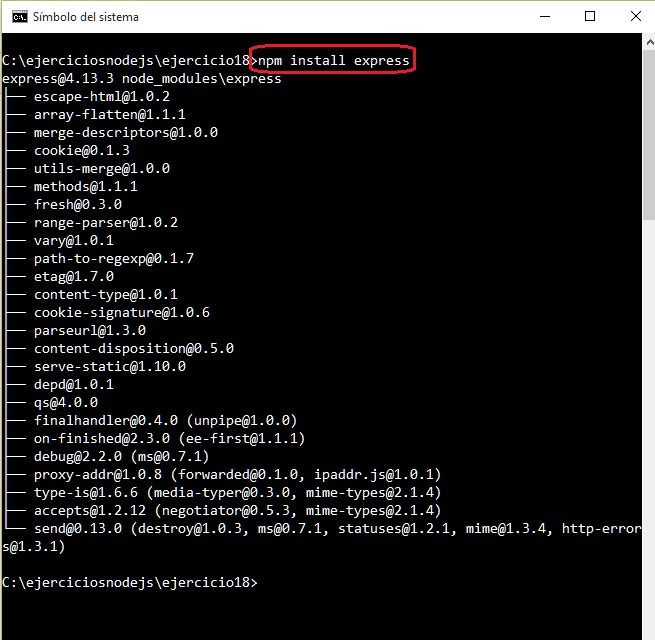 Símbolo del sistema
C:\ejerciciosnodejs\ejercicio18>npm install express
express@4.13.3 node_modules\express
├── escape-html@1.0.2
├── array-flatten@1.1.1
├── merge-descriptors@1.0.0
├── cookie@0.1.3
├── utils-merge@1.0.0
├── methods@1.1.1
├── fresh@0.3.0
├── range-parser@1.0.2
├── vary@1.0.1
├── path-to-regexp@0.1.7
├── etag@1.7.0
├── content-type@1.0.1
├── cookie-signature@1.0.6
├── parseurl@1.3.0
├── content-disposition@0.5.0
├── serve-static@1.10.0
├── depd@1.0.1
├── qs@4.0.0
├── finalhandler@0.4.0 (unpipe@1.0.0)
├── on-finished@2.3.0 (ee-first@1.1.1)
├── debug@2.2.0 (ms@0.7.1)
├── proxy-addr@1.0.8 (forwarded@0.1.0, ipaddr.js@1.0.1)
├── type-is@1.6.6 (media-typer@0.3.0, mime-types@2.1.4)
├── accepts@1.2.12 (negotiator@0.5.3, mime-types@2.1.4)
└── send@0.13.0 (destroy@1.0.3, ms@0.7.1, statuses@1.2.1, mime@1.3.4, http-error
s@1.3.1)
C:\ejerciciosnodejs\ejercicio18>